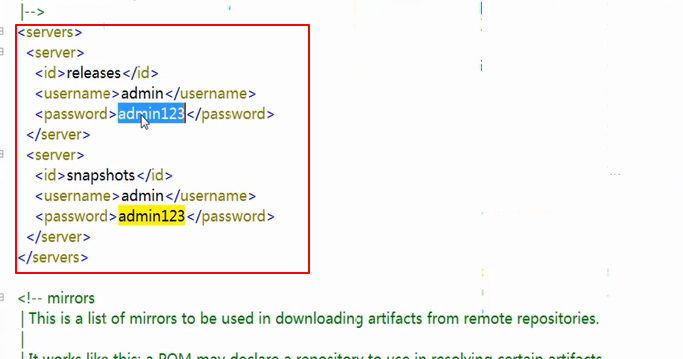 |-->
<servers>
<server>
<id>releases</id>
<username>admin</username>
<password>admin123</password>
</server>
<server>
<id>snapshots</id>
<username>admin</username>
<password>admin123</password>
</server>
</servers>
<!-- mirrors
| This is a list of mirrors to be used in downloading artifacts from remote repositories.
|
| It works like this: a POM may declare a repository to use in resolving certain artifacts.